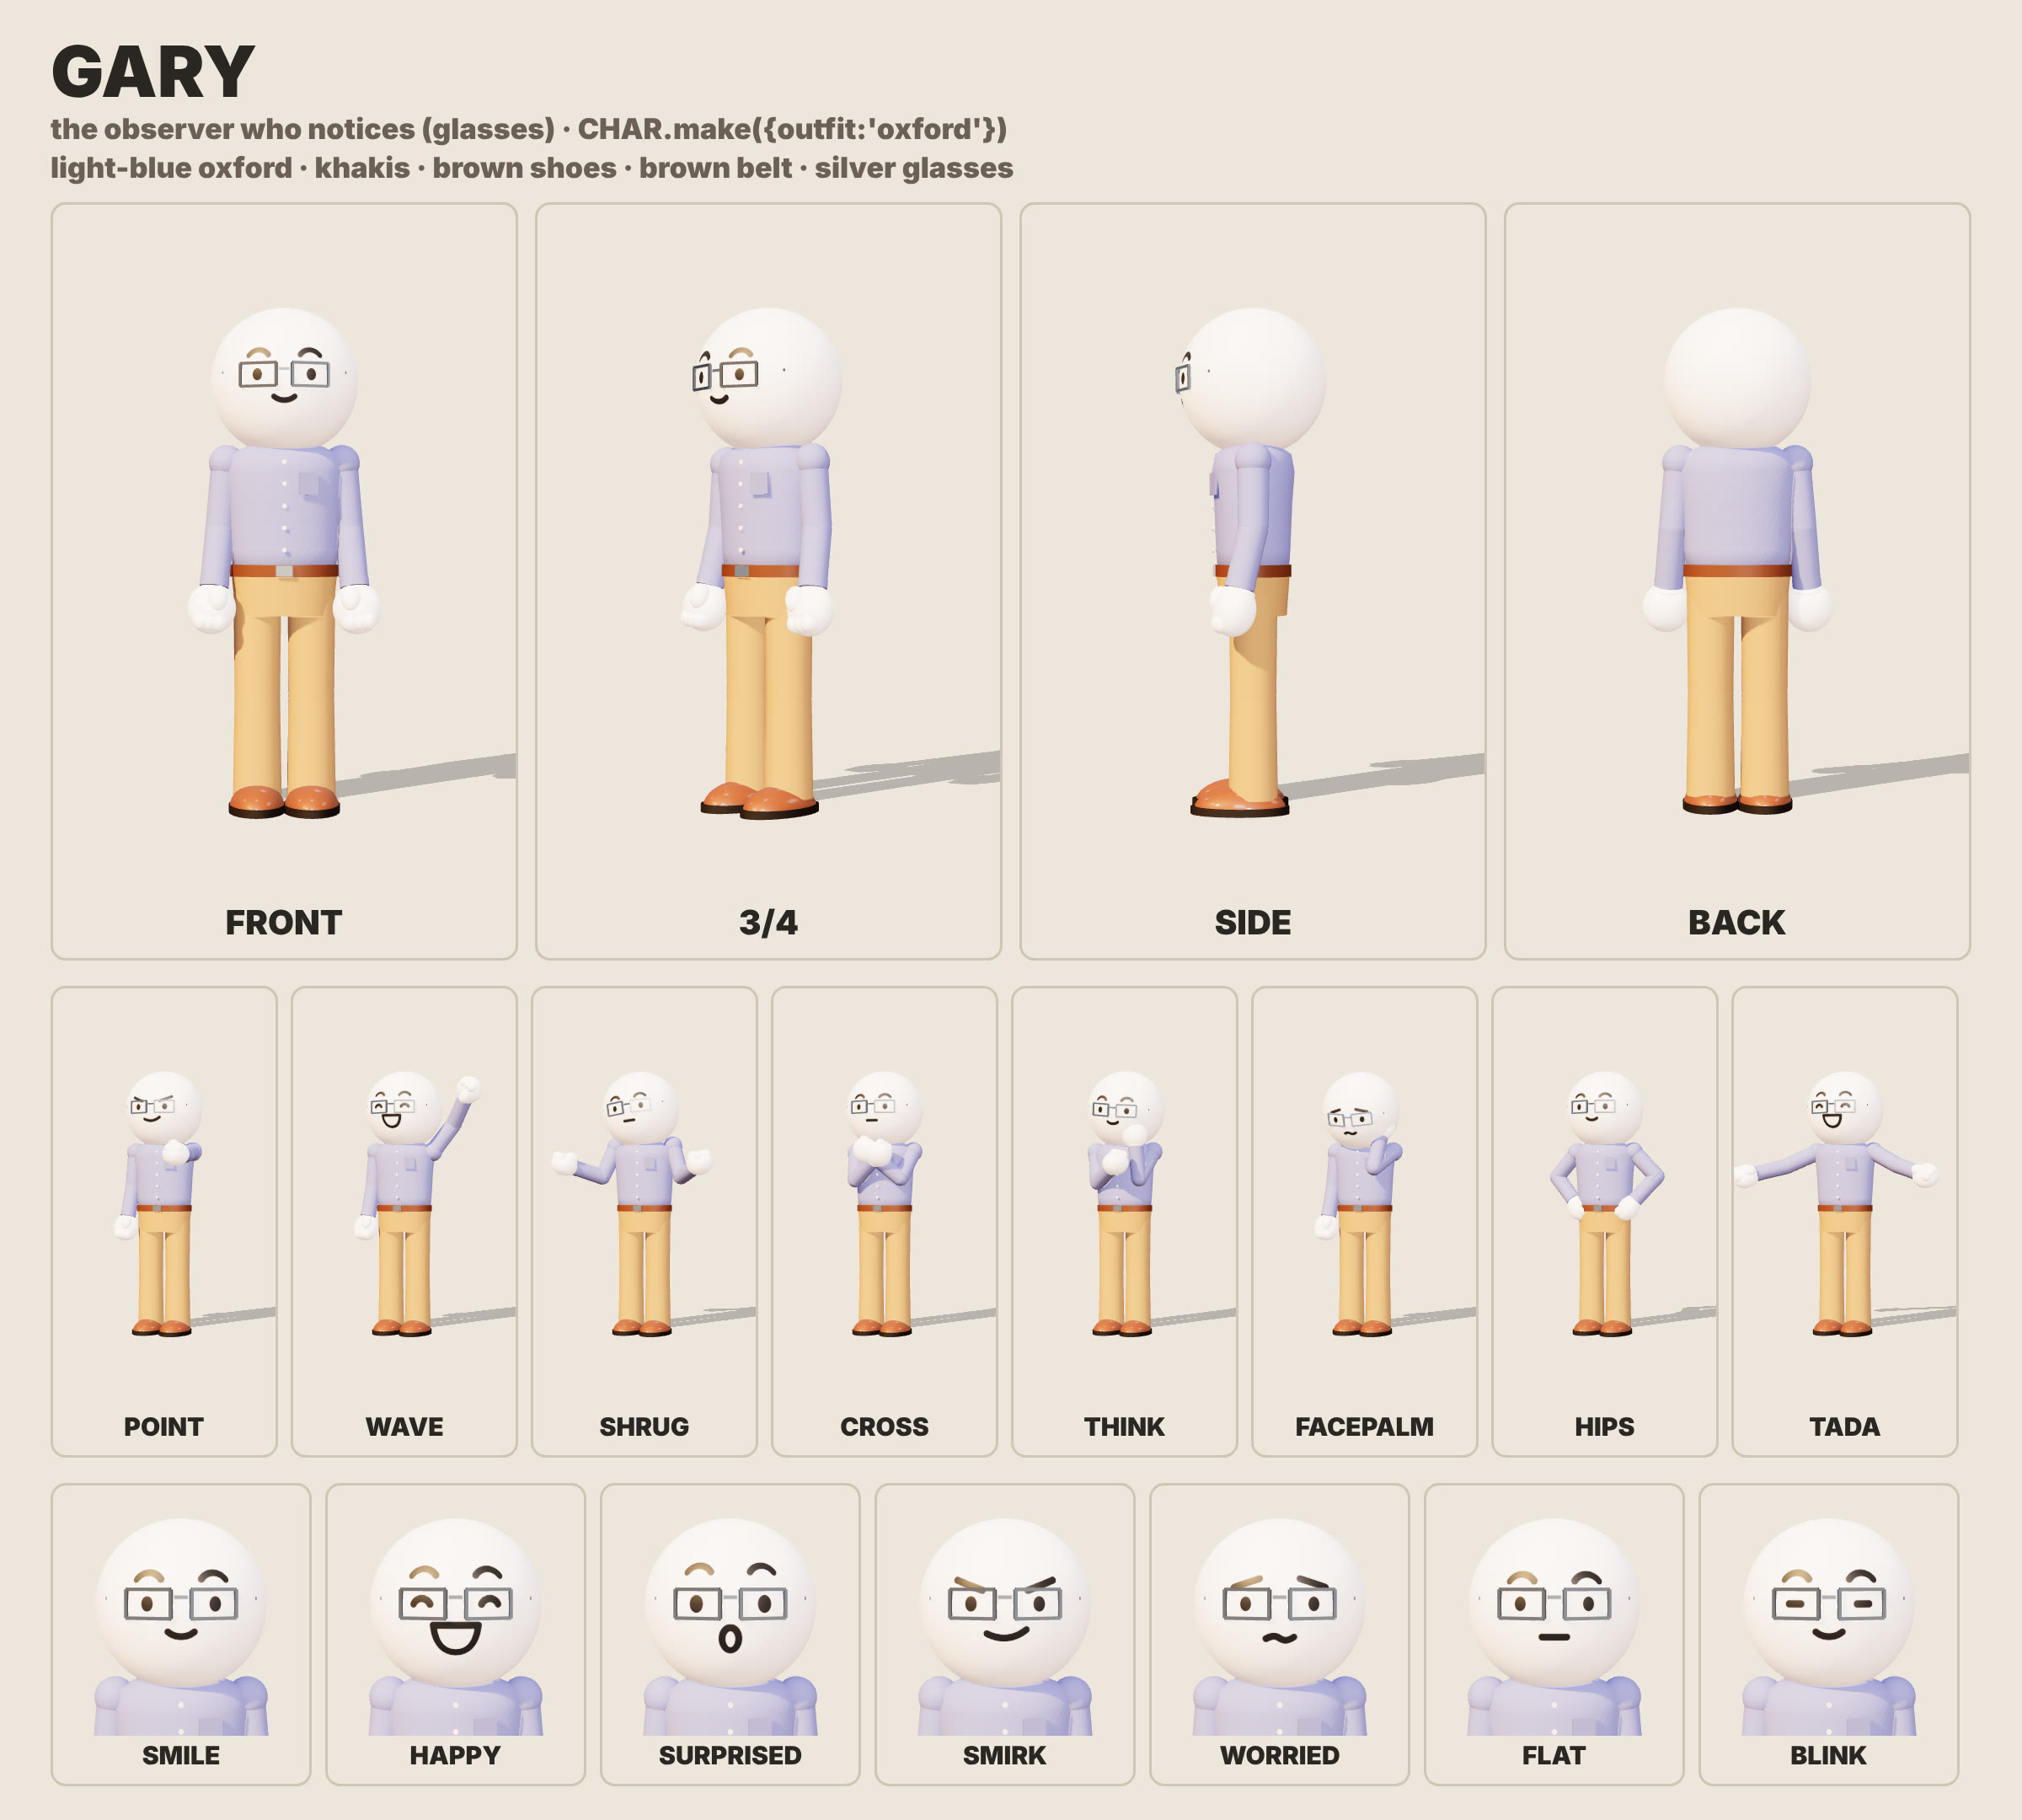 GARY
the observer who notices (glasses) · CHAR.make({outfit:'oxford'})
light-blue oxford · khakis · brown shoes · brown belt · silver glasses
FRONT
3/4
SIDE
BACK
POINT
WAVE
SHRUG
CROSS
THINK
FACEPALM
HIPS
TADA
SMILE
HAPPY
SURPRISED
SMIRK
WORRIED
FLAT
BLINK